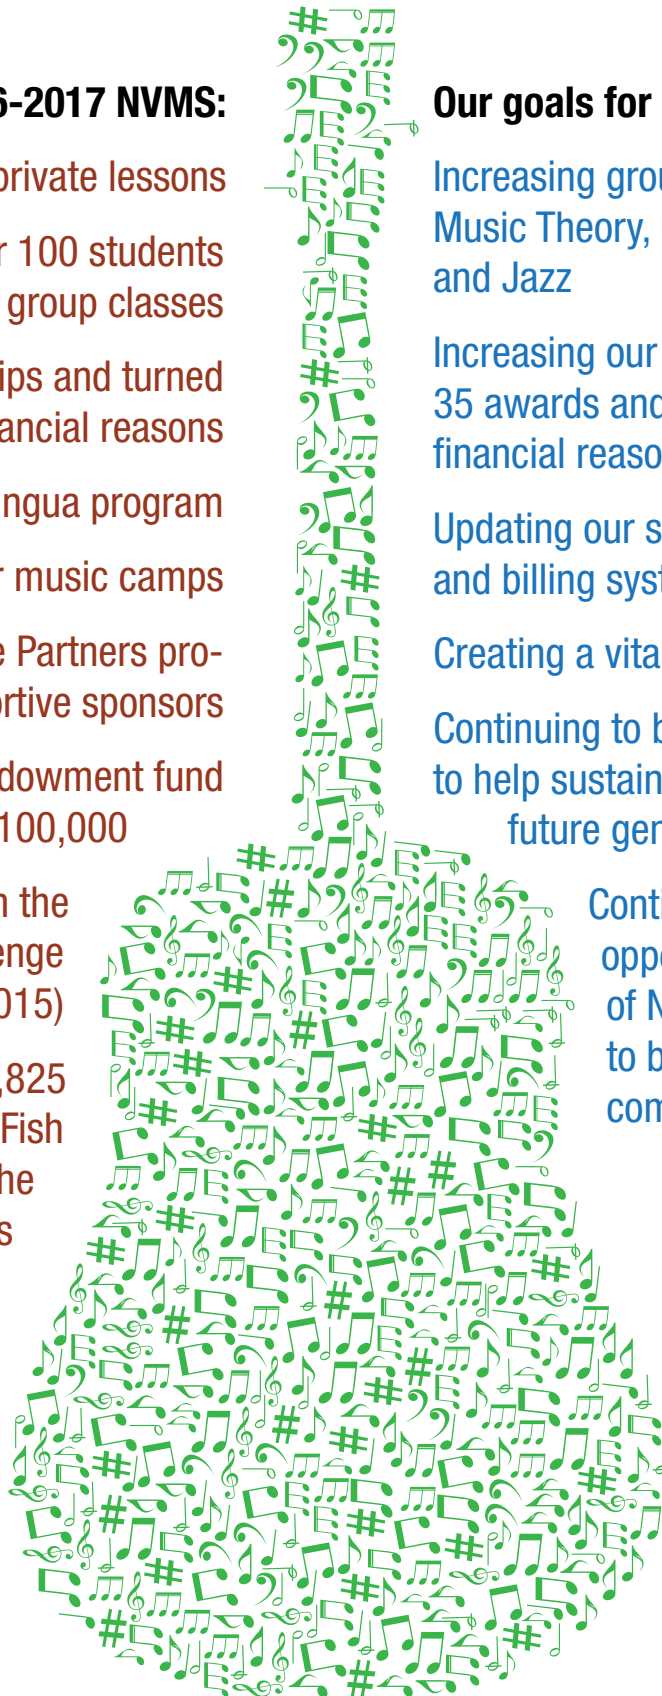 6-2017 NVMS:
private lessons
r 100 students
group classes
ips and turned
ancial reasons
ingua program
r music camps
e Partners pro-
ortive sponsors
dowment fund
100,000
n the
enge
015)
,825
Fish
he
s
Our goals for
Increasing grou
Music Theory,
and Jazz
Increasing our
35 awards and
financial reaso
Updating our s
and billing syst
Creating a vita
Continuing to b
to help sustain
future gen
Conti
oppo
of N
to b
com